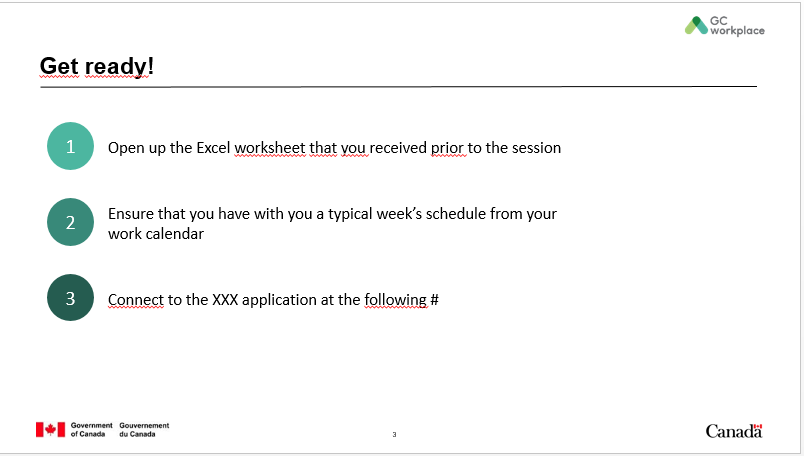 GC
workplace
Get ready!
1
Open up the Excel worksheet that you received prior to the session
2
Ensure that you have with you a typical week’s schedule from your
work calendar
3
Connect to the XXX application at the following #
Government
of Canada
Gouvernement
du Canada
3
Canada